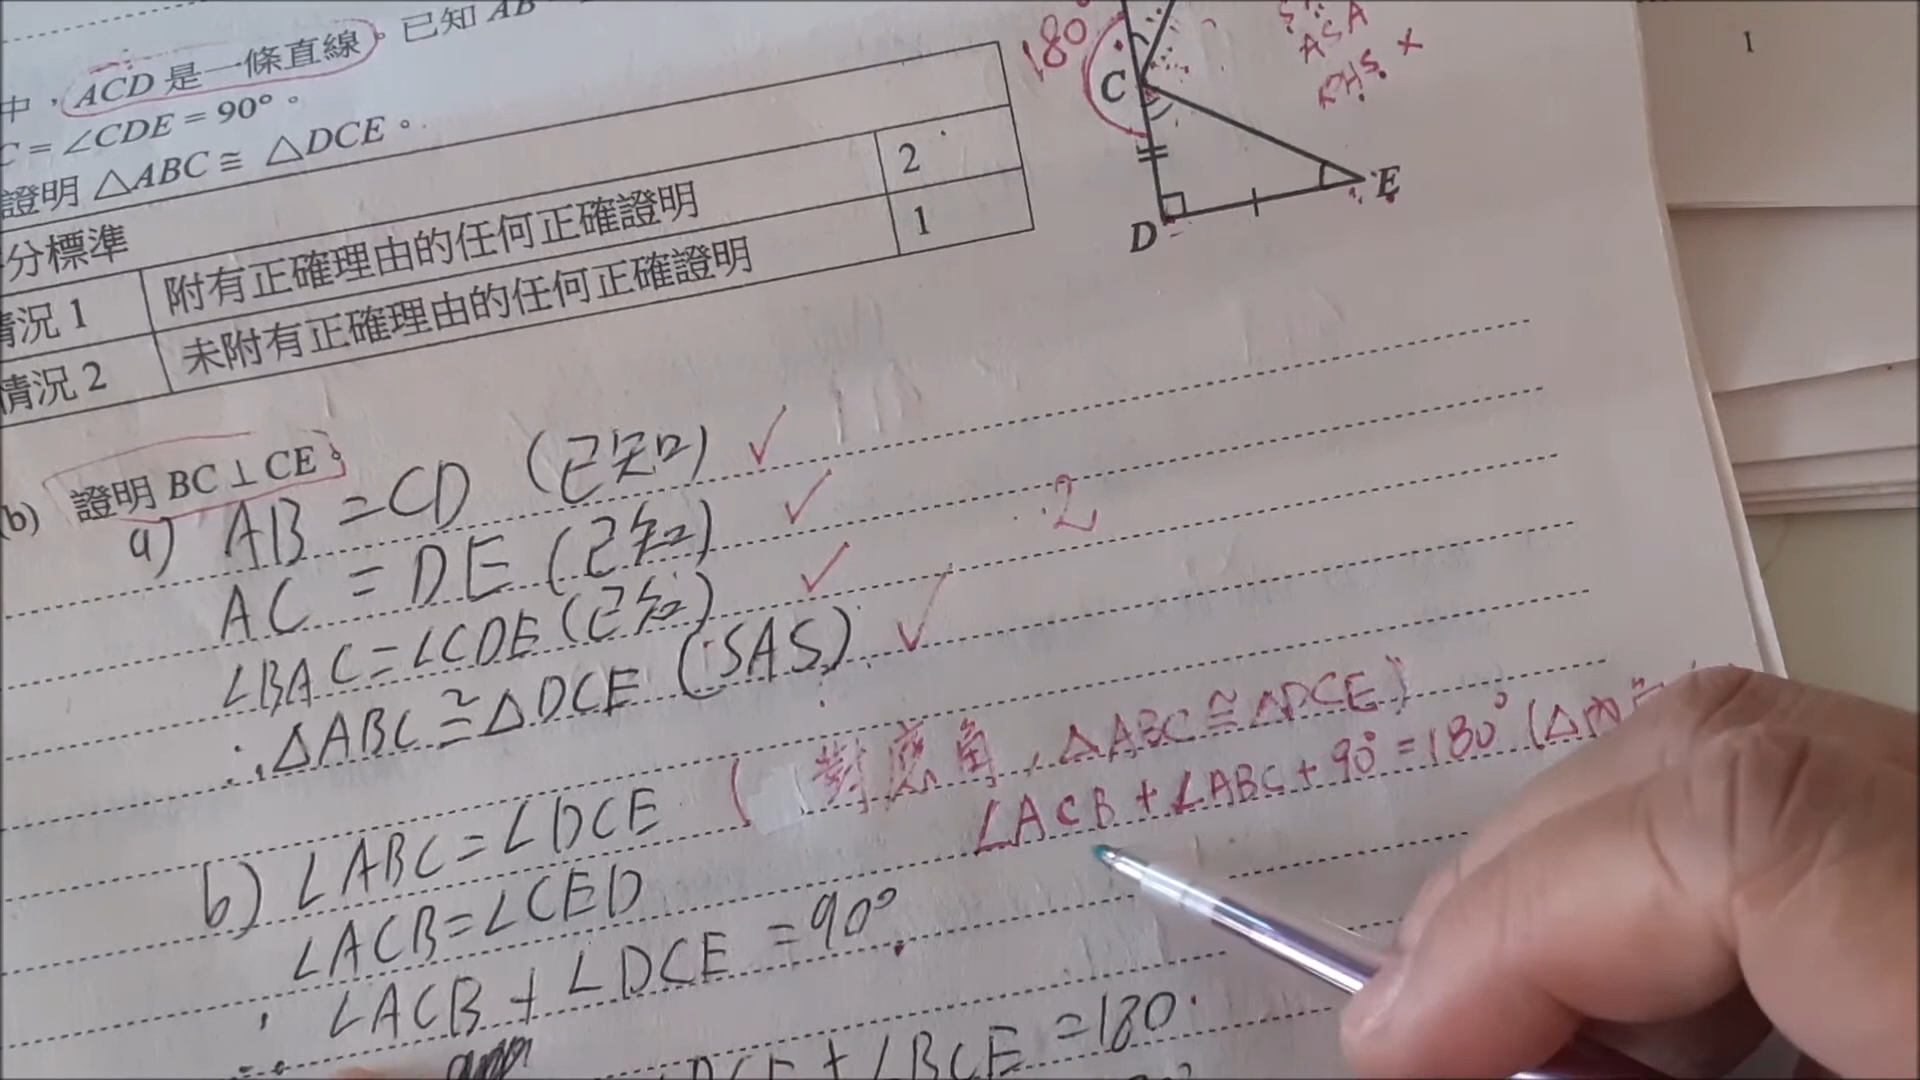 中，ACD 是一條直線。已知 AB
C = ∠CDE = 90°。
證明 △ABC ≅ △DCE。
分標準
情況 1 附有正確理由的任何正確證明 2
情況 2 未附有正確理由的任何正確證明 1
180°
ASA
RHS ×
C
D
E
(b) 證明 BC ⊥ CE。
a) AB = CD (已知) ✓
AC = DE (已知) ✓
∠BAC = ∠CDE (已知) ✓
2
∴ △ABC ≅ △DCE (SAS) ✓
b) ∠ABC = ∠DCE ( 對應角, △ABC ≅ △DCE)
∠ACB = ∠CED
∠ACB + ∠ABC + 90° = 180° (△內
∠ACB + ∠DCE = 90°
DCE + ∠BCE = 180
1